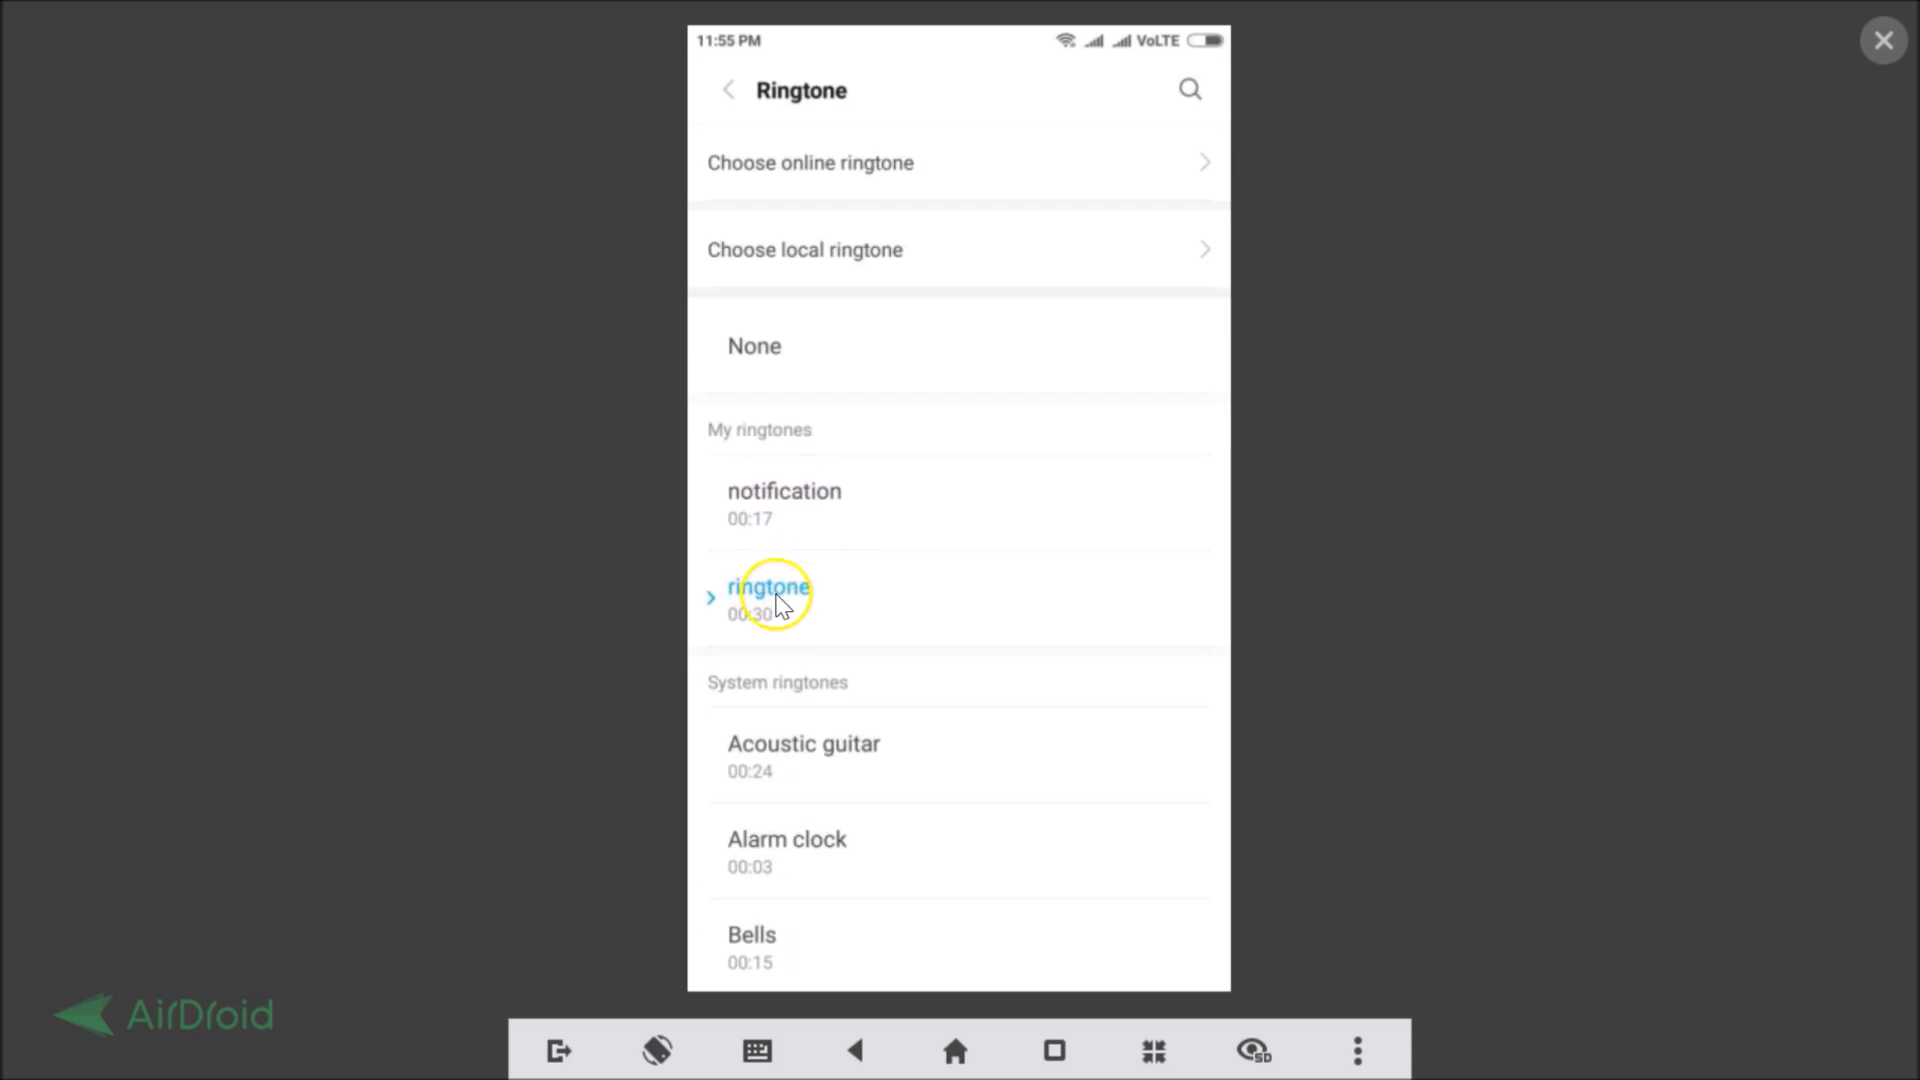 11:55 PM
VoLTE
Ringtone
Choose online ringtone
Choose local ringtone
None
My ringtones
notification
00:17
ringtone
00:30
System ringtones
Acoustic guitar
00:24
Alarm clock
00:03
Bells
00:15
AirDroid
SD